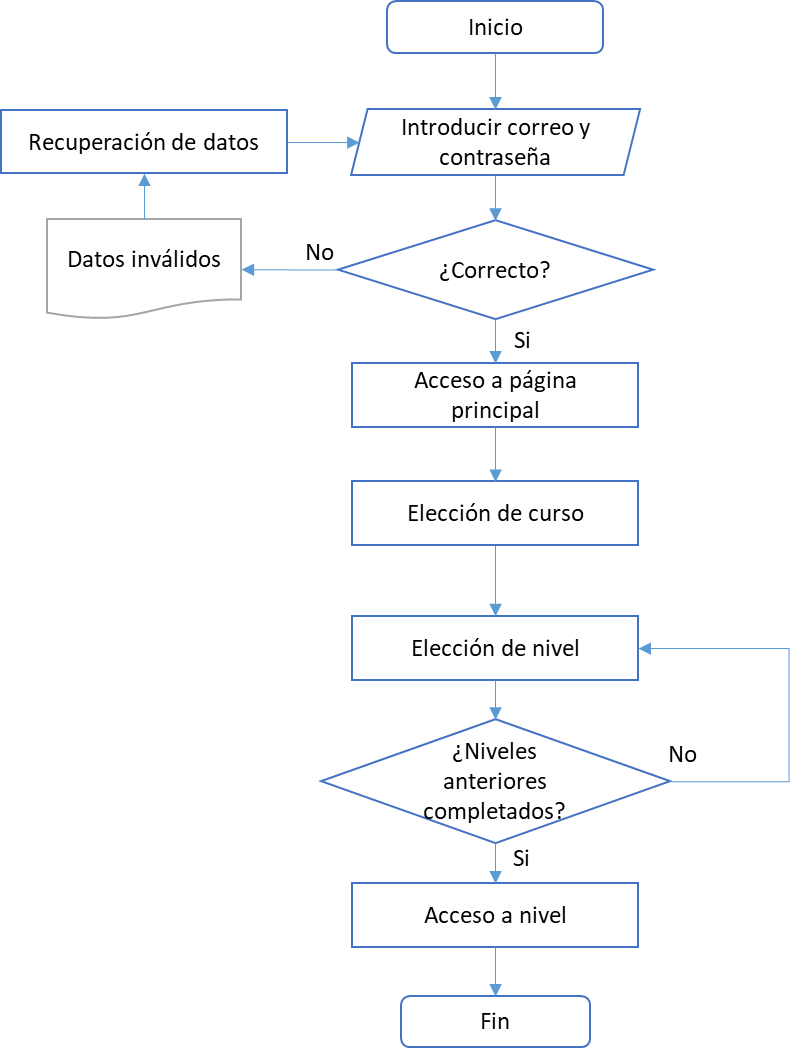 Inicio
Introducir correo y
contraseña
Recuperación de datos
Datos inválidos
No
¿Correcto?
Si
Acceso a página
principal
Elección de curso
Elección de nivel
¿Niveles
anteriores
completados?
No
Si
Acceso a nivel
Fin